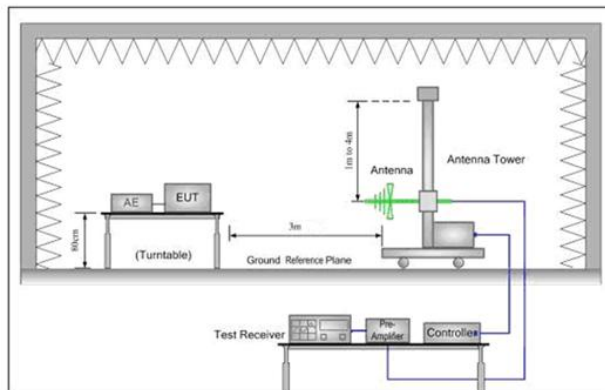 1m to 4m
Antenna
Antenna Tower
AE
EUT
80cm
(Turntable)
3m
Ground Reference Plane
Test Receiver
Pre-
Amplifier
Controller